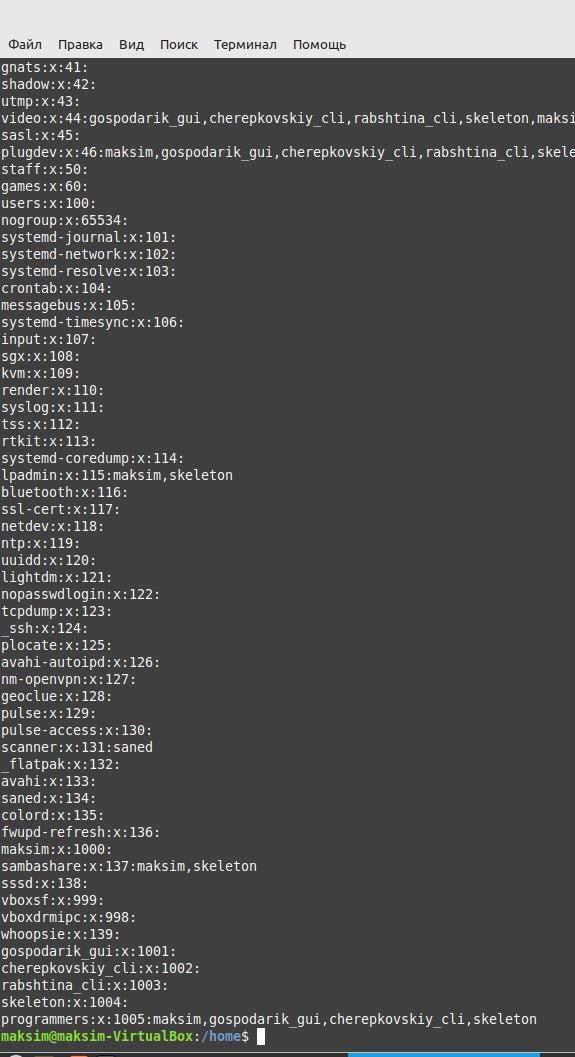 Файл Правка Вид Поиск Терминал Помощь
gnats:x:41:
shadow:x:42:
utmp:x:43:
video:x:44:gospodarik_gui,cherepkovskiy_cli,rabshtina_cli,skeleton,maksi
sasl:x:45:
plugdev:x:46:maksim,gospodarik_gui,cherepkovskiy_cli,rabshtina_cli,skele
staff:x:50:
games:x:60:
users:x:100:
nogroup:x:65534:
systemd-journal:x:101:
systemd-network:x:102:
systemd-resolve:x:103:
crontab:x:104:
messagebus:x:105:
systemd-timesync:x:106:
input:x:107:
sgx:x:108:
kvm:x:109:
render:x:110:
syslog:x:111:
tss:x:112:
rtkit:x:113:
systemd-coredump:x:114:
lpadmin:x:115:maksim,skeleton
bluetooth:x:116:
ssl-cert:x:117:
netdev:x:118:
ntp:x:119:
uuidd:x:120:
lightdm:x:121:
nopasswdlogin:x:122:
tcpdump:x:123:
_ssh:x:124:
plocate:x:125:
avahi-autoipd:x:126:
nm-openvpn:x:127:
geoclue:x:128:
pulse:x:129:
pulse-access:x:130:
scanner:x:131:saned
_flatpak:x:132:
avahi:x:133:
saned:x:134:
colord:x:135:
fwupd-refresh:x:136:
maksim:x:1000:
sambashare:x:137:maksim,skeleton
sssd:x:138:
vboxsf:x:999:
vboxdrmipc:x:998:
whoopsie:x:139:
gospodarik_gui:x:1001:
cherepkovskiy_cli:x:1002:
rabshtina_cli:x:1003:
skeleton:x:1004:
programmers:x:1005:maksim,gospodarik_gui,cherepkovskiy_cli,skeleton
maksim@maksim-VirtualBox:/home$